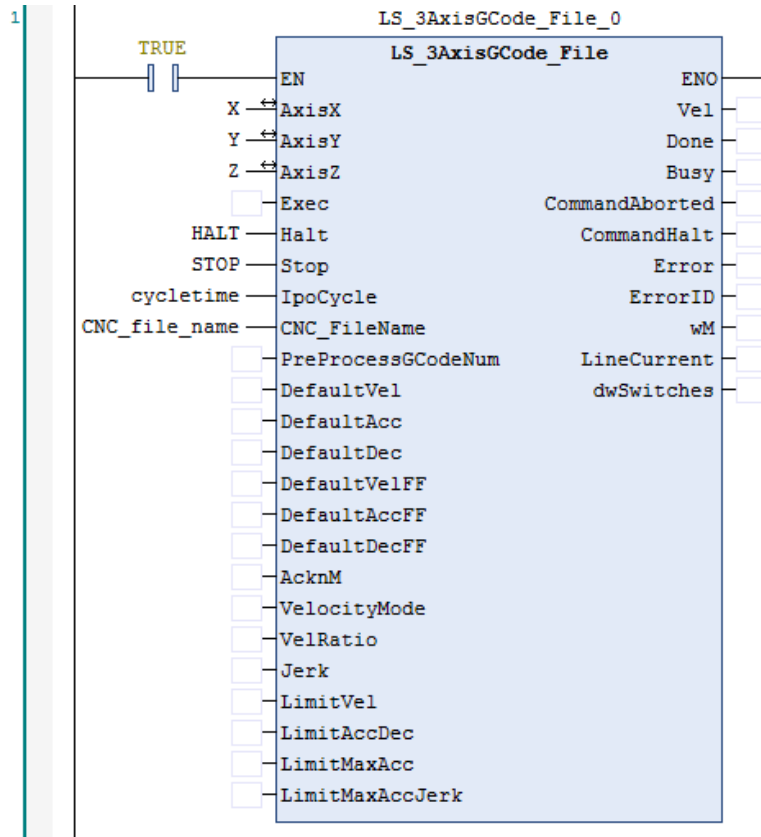 1
LS_3AxisGCode_File_0
TRUE
LS_3AxisGCode_File
EN ENO
X AxisX Vel
Y AxisY Done
Z AxisZ Busy
Exec CommandAborted
HALT Halt CommandHalt
STOP Stop Error
cycletime IpoCycle ErrorID
CNC_file_name CNC_FileName wM
PreProcessGCodeNum LineCurrent
DefaultVel dwSwitches
DefaultAcc
DefaultDec
DefaultVelFF
DefaultAccFF
DefaultDecFF
AcknM
VelocityMode
VelRatio
Jerk
LimitVel
LimitAccDec
LimitMaxAcc
LimitMaxAccJerk